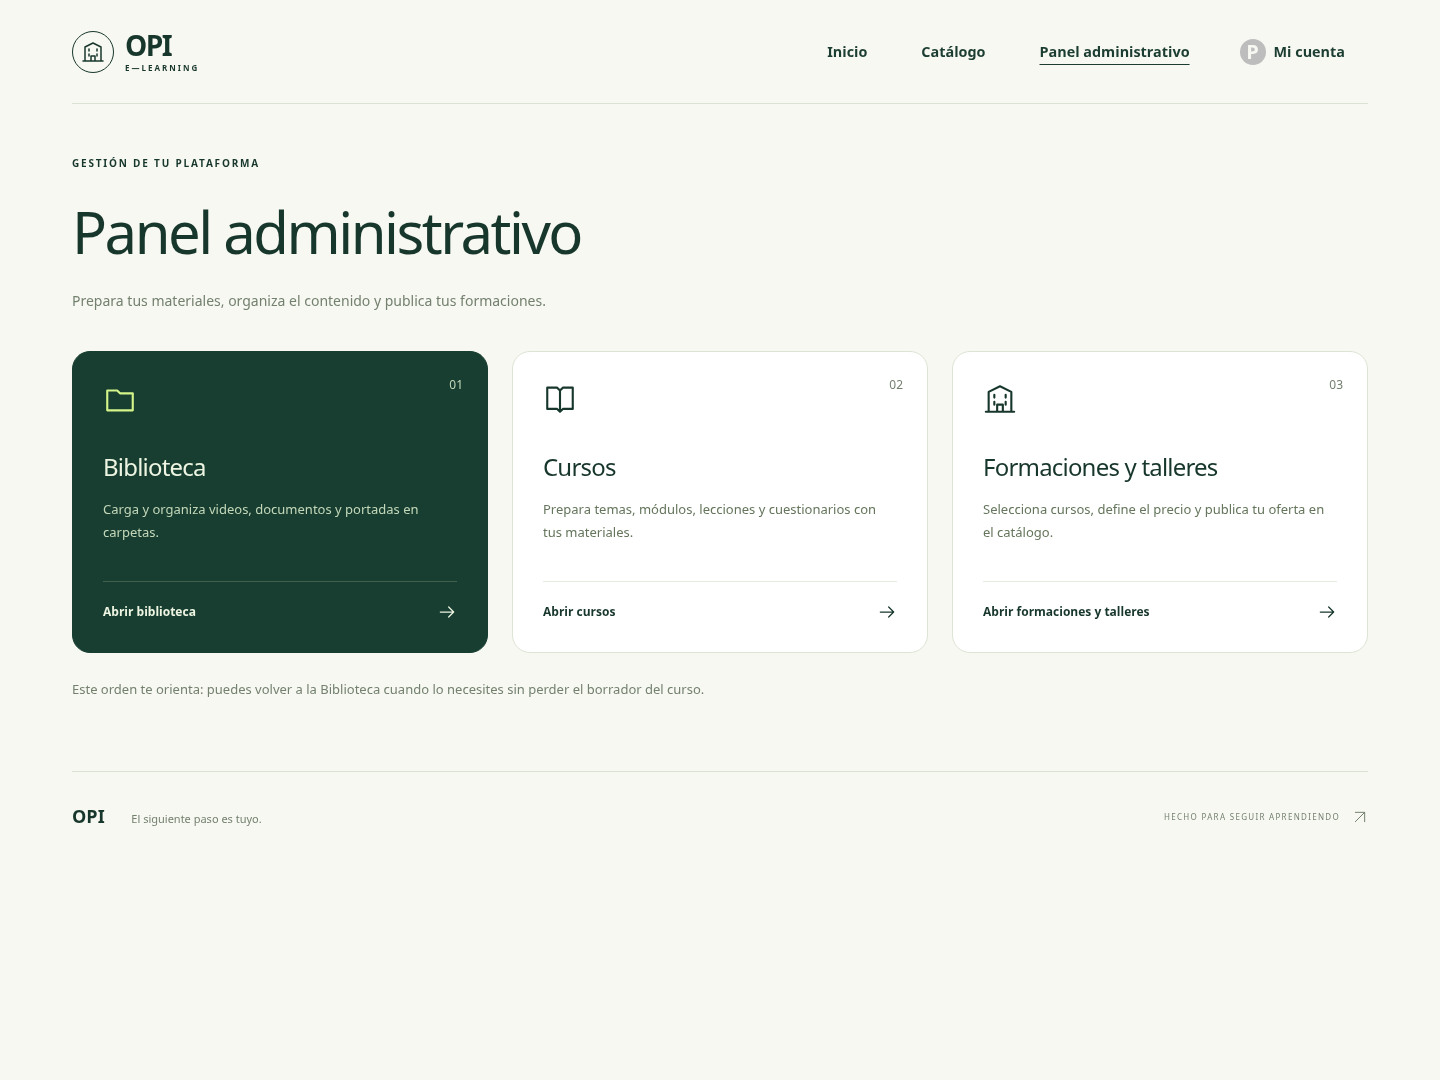 OPI
E—LEARNING
Inicio
Catálogo
Panel administrativo
P
Mi cuenta
GESTIÓN DE TU PLATAFORMA
Panel administrativo
Prepara tus materiales, organiza el contenido y publica tus formaciones.
01
Biblioteca
Carga y organiza videos, documentos y portadas en
carpetas.
Abrir biblioteca
02
Cursos
Prepara temas, módulos, lecciones y cuestionarios con
tus materiales.
Abrir cursos
03
Formaciones y talleres
Selecciona cursos, define el precio y publica tu oferta en
el catálogo.
Abrir formaciones y talleres
Este orden te orienta: puedes volver a la Biblioteca cuando lo necesites sin perder el borrador del curso.
OPI
El siguiente paso es tuyo.
HECHO PARA SEGUIR APRENDIENDO